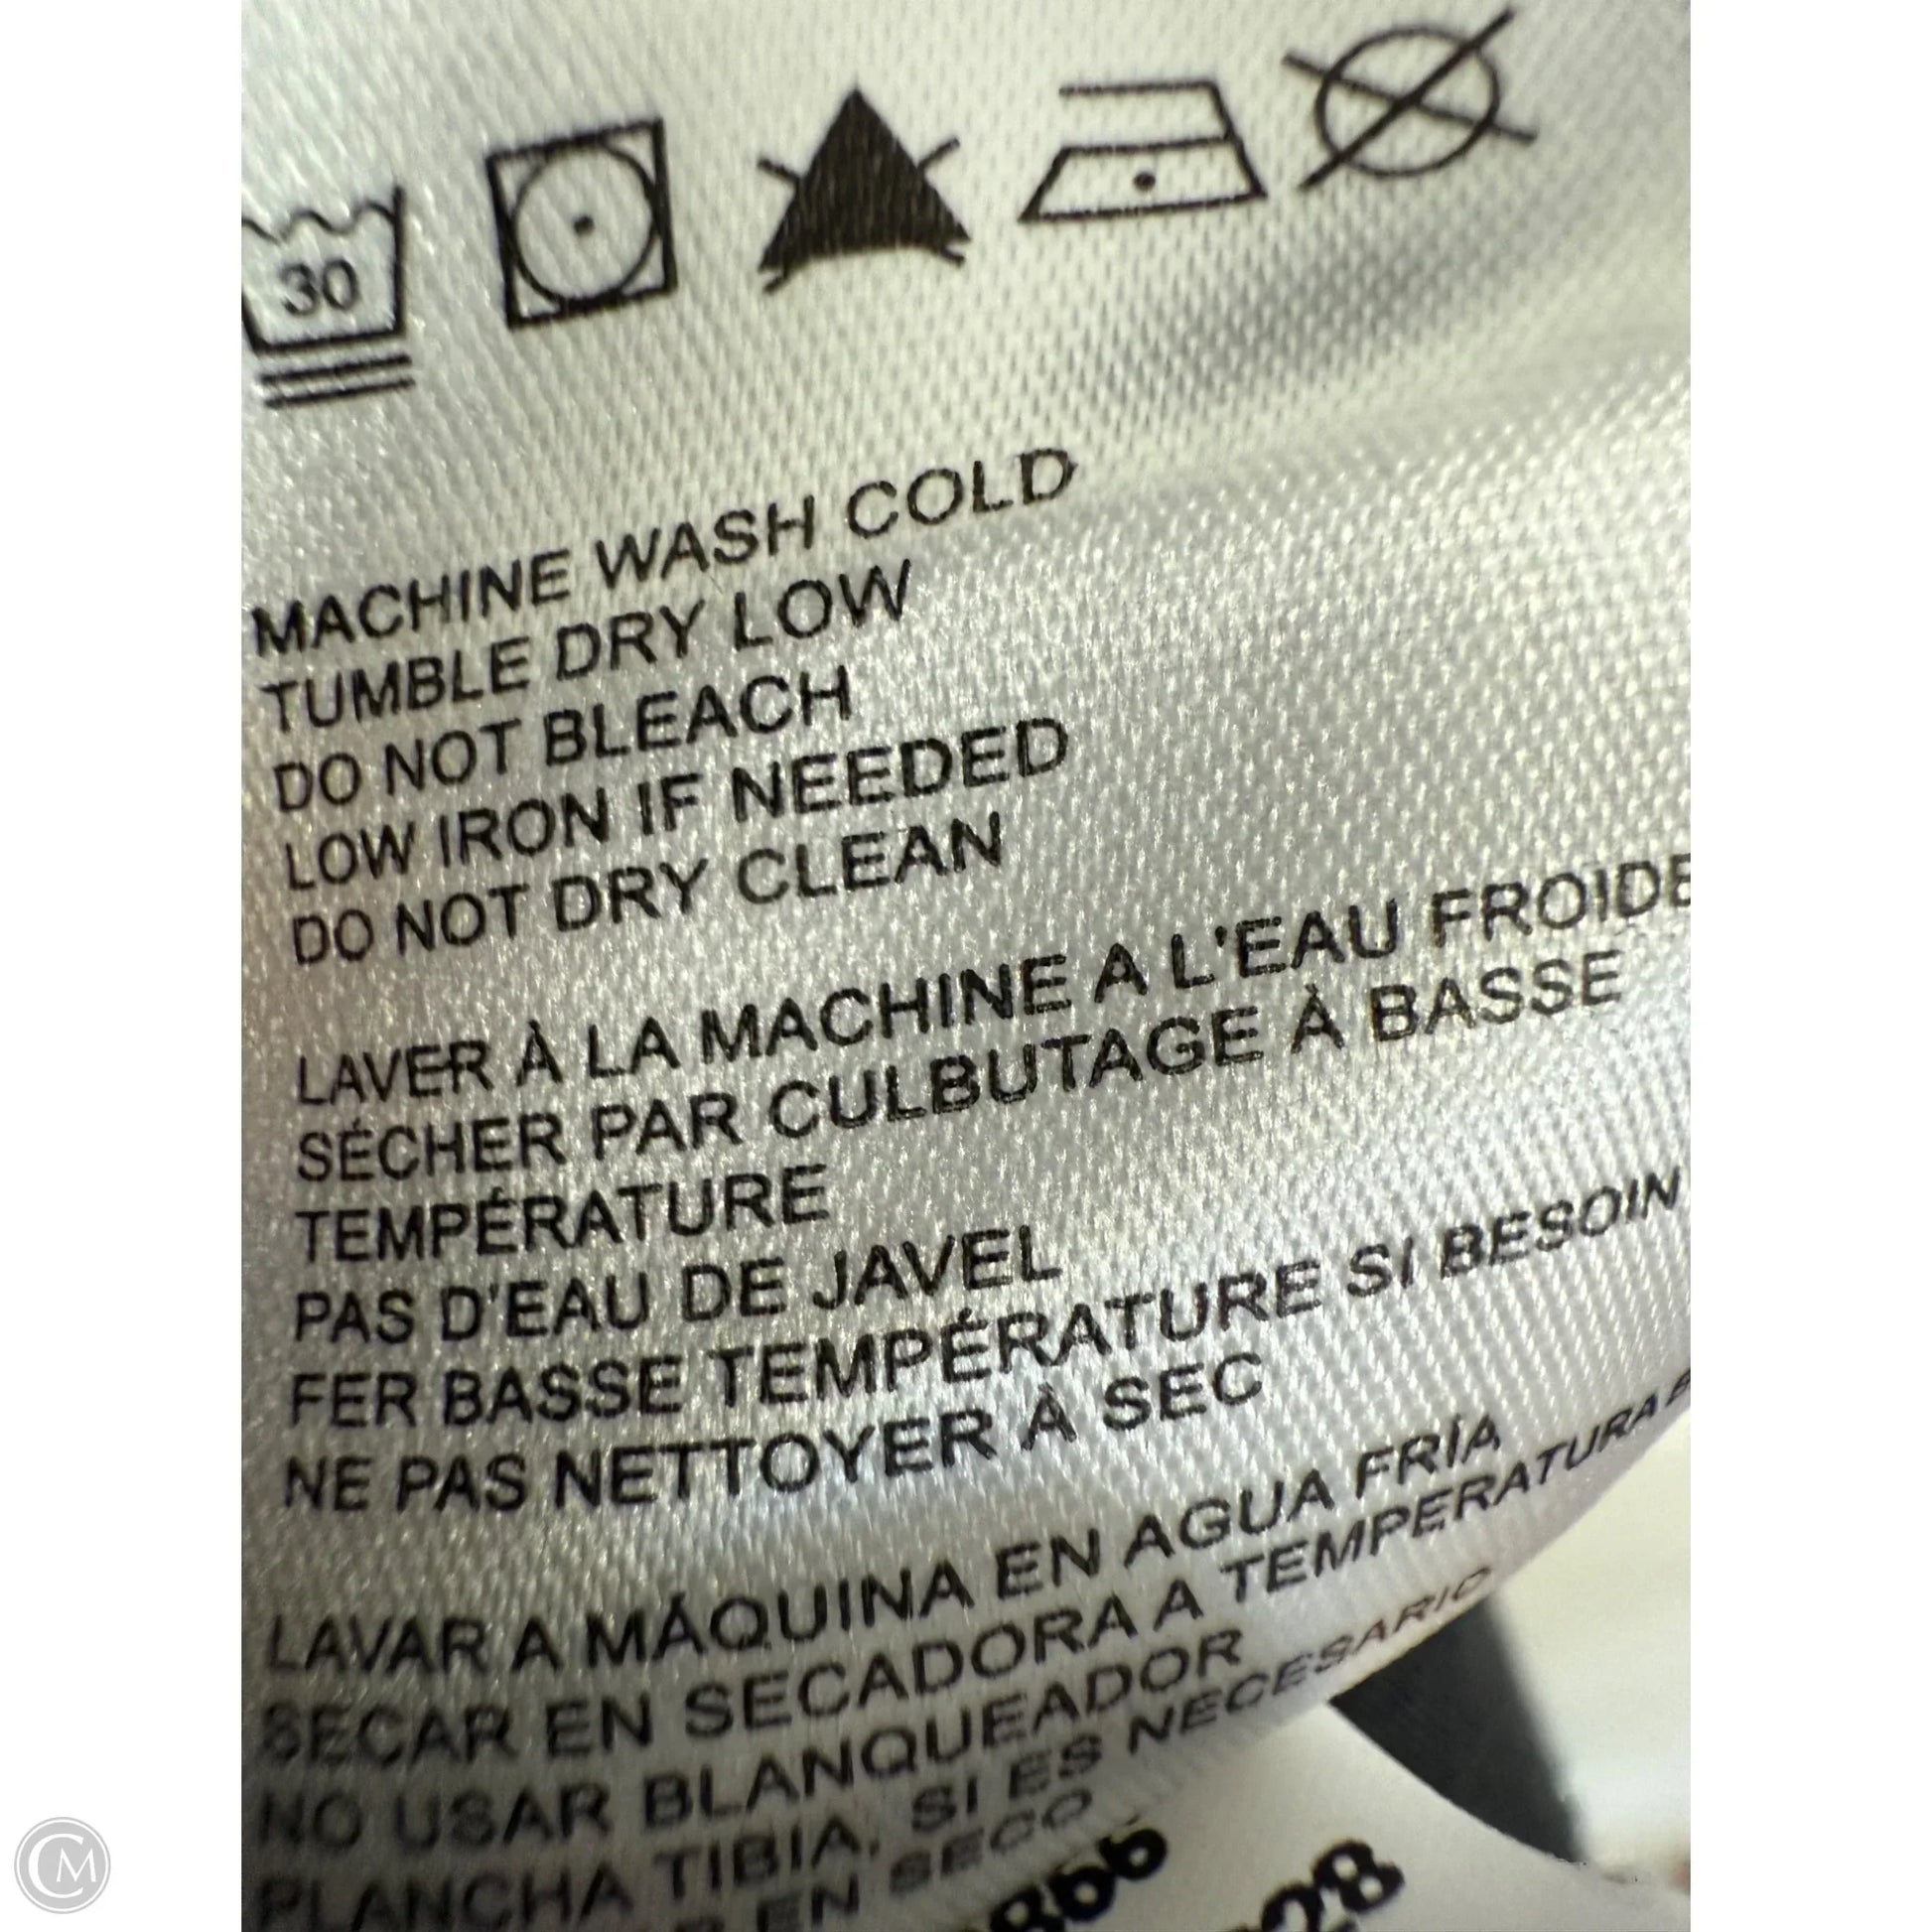 30
MACHINE WASH COLD
TUMBLE DRY LOW
DO NOT BLEACH
LOW IRON IF NEEDED
DO NOT DRY CLEAN
LAVER À LA MACHINE A L'EAU FROIDE
SÉCHER PAR CULBUTAGE À BASSE
TEMPÉRATURE
PAS D'EAU DE JAVEL
FER BASSE TEMPÉRATURE SI BESOIN
NE PAS NETTOYER À SEC
LAVAR A MÁQUINA EN AGUA FRÍA
SECAR EN SECADORA A TEMPERATURA
NO USAR BLANQUEADOR
PLANCHA TIBIA, SI ES NECESARIO
EN SECO
CM